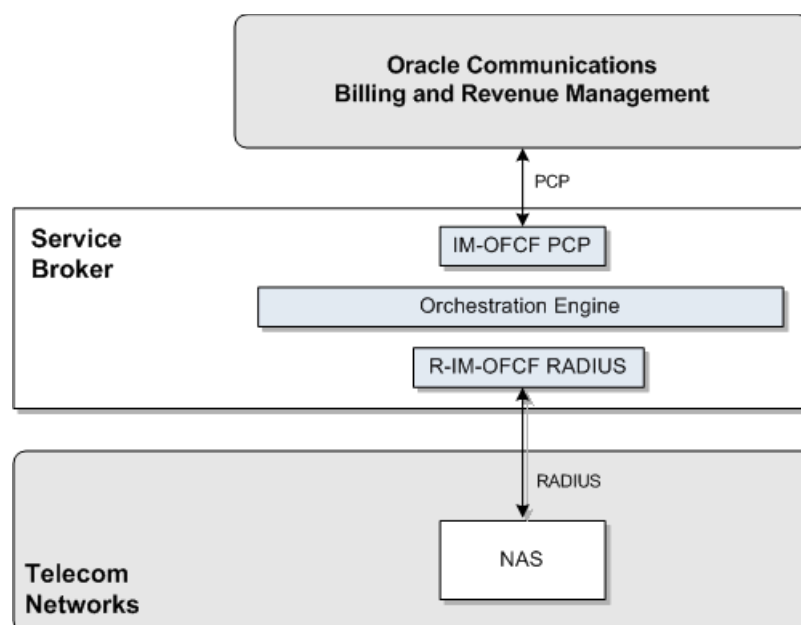 Oracle Communications
Billing and Revenue Management
PCP
Service
Broker
IM-OFCF PCP
Orchestration Engine
R-IM-OFCF RADIUS
RADIUS
NAS
Telecom
Networks